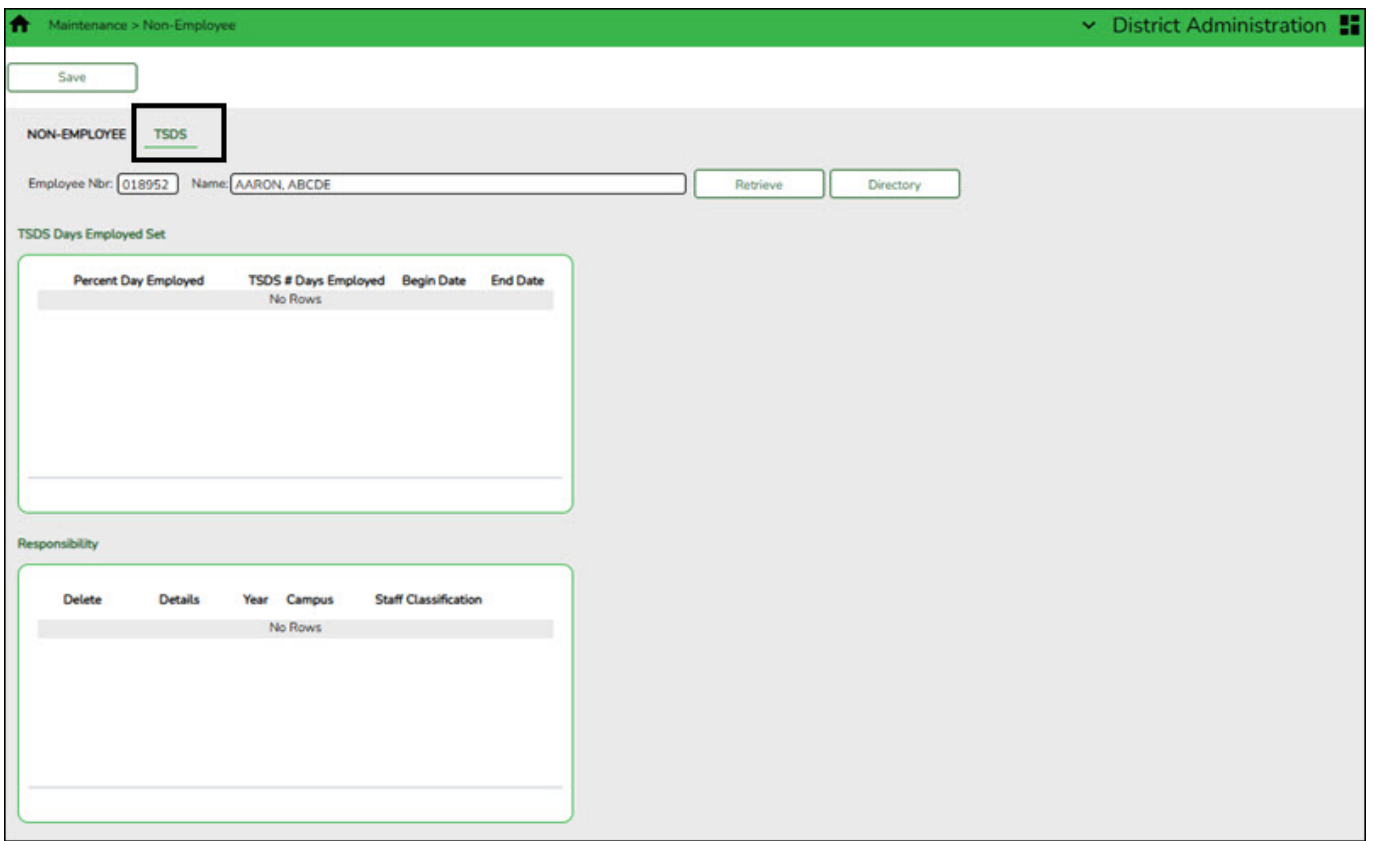 Maintenance > Non-Employee District Administration
Save
NON-EMPLOYEE TSDS
Employee Nbr: 018952 Name: AARON, ABCDE Retrieve Directory
TSDS Days Employed Set
Percent Day Employed TSDS # Days Employed Begin Date End Date
No Rows
Responsibility
Delete Details Year Campus Staff Classification
No Rows